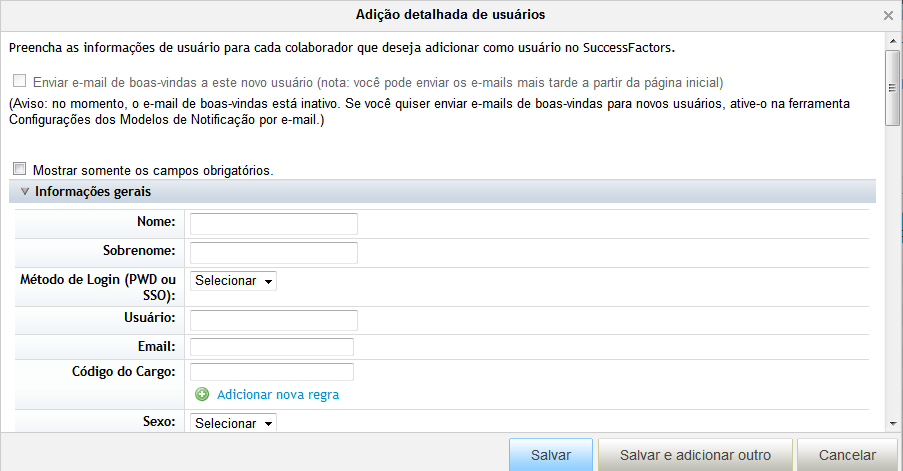 Adição detalhada de usuários
Preencha as informações de usuário para cada colaborador que deseja adicionar como usuário no SuccessFactors.
Enviar e-mail de boas-vindas a este novo usuário (nota: você pode enviar os e-mails mais tarde a partir da página inicial)
(Aviso: no momento, o e-mail de boas-vindas está inativo. Se você quiser enviar e-mails de boas-vindas para novos usuários, ative-o na ferramenta
Configurações dos Modelos de Notificação por e-mail.)
Mostrar somente os campos obrigatórios.
Informações gerais
Nome:
Sobrenome:
Método de Login (PWD ou
SSO):
Selecionar
Usuário:
Email:
Código do Cargo:
Adicionar nova regra
Sexo:
Selecionar
Salvar
Salvar e adicionar outro
Cancelar